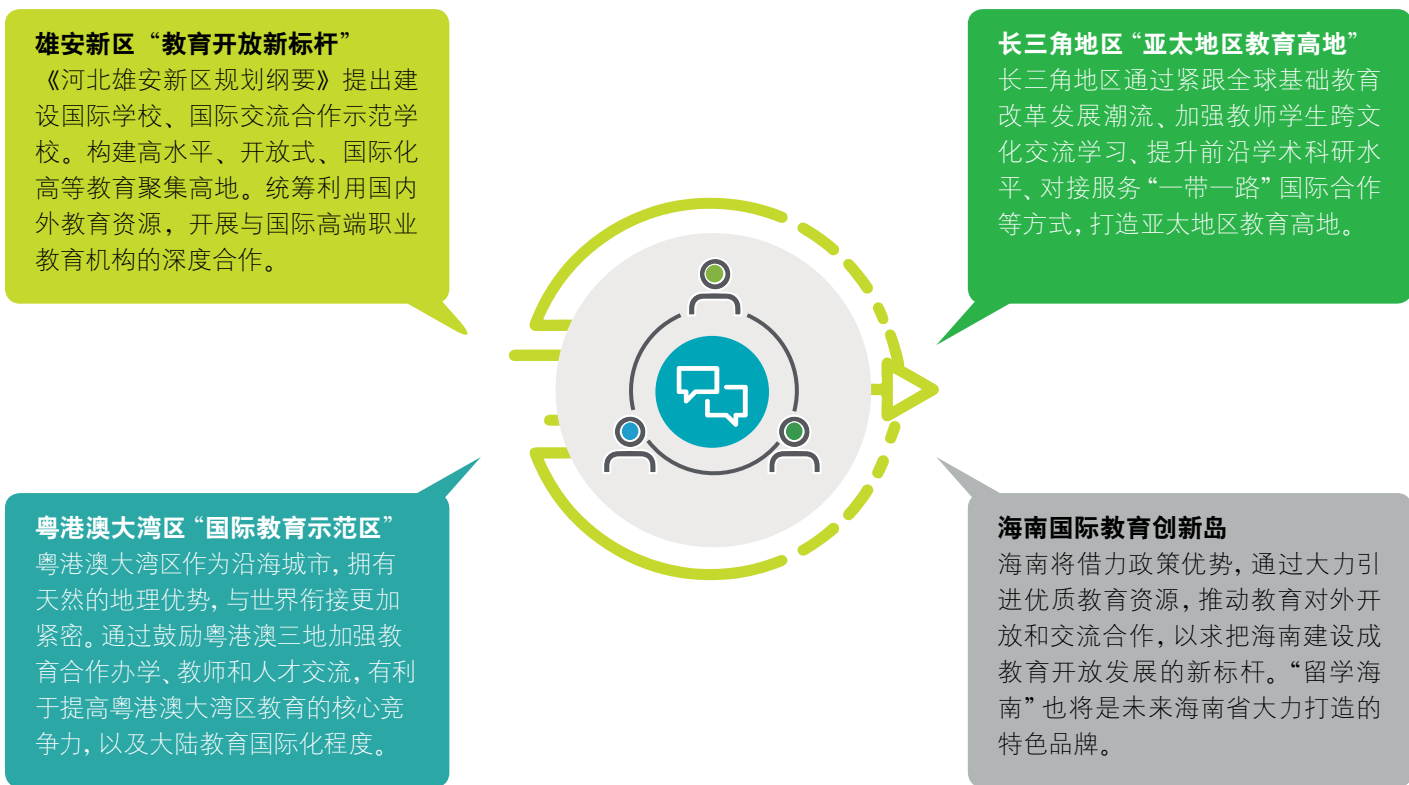 雄安新区“教育开放新标杆”
《河北雄安新区规划纲要》提出建
设国际学校、国际交流合作示范学
校。构建高水平、开放式、国际化
高等教育聚集高地。统筹利用国内
外教育资源，开展与国际高端职业
教育机构的深度合作。
长三角地区“亚太地区教育高地”
长三角地区通过紧跟全球基础教育
改革发展潮流、加强教师学生跨文
化交流学习、提升前沿学术科研水
平、对接服务“一带一路”国际合作
等方式，打造亚太地区教育高地。
粤港澳大湾区“国际教育示范区”
粤港澳大湾区作为沿海城市，拥有
天然的地理优势，与世界衔接更加
紧密。通过鼓励粤港澳三地加强教
育合作办学、教师和人才交流，有利
于提高粤港澳大湾区教育的核心竞
争力，以及大陆教育国际化程度。
海南国际教育创新岛
海南将借力政策优势，通过大力引
进优质教育资源，推动教育对外开
放和交流合作，以求把海南建设成
教育开放发展的新标杆。“留学海
南”也将是未来海南省大力打造的
特色品牌。